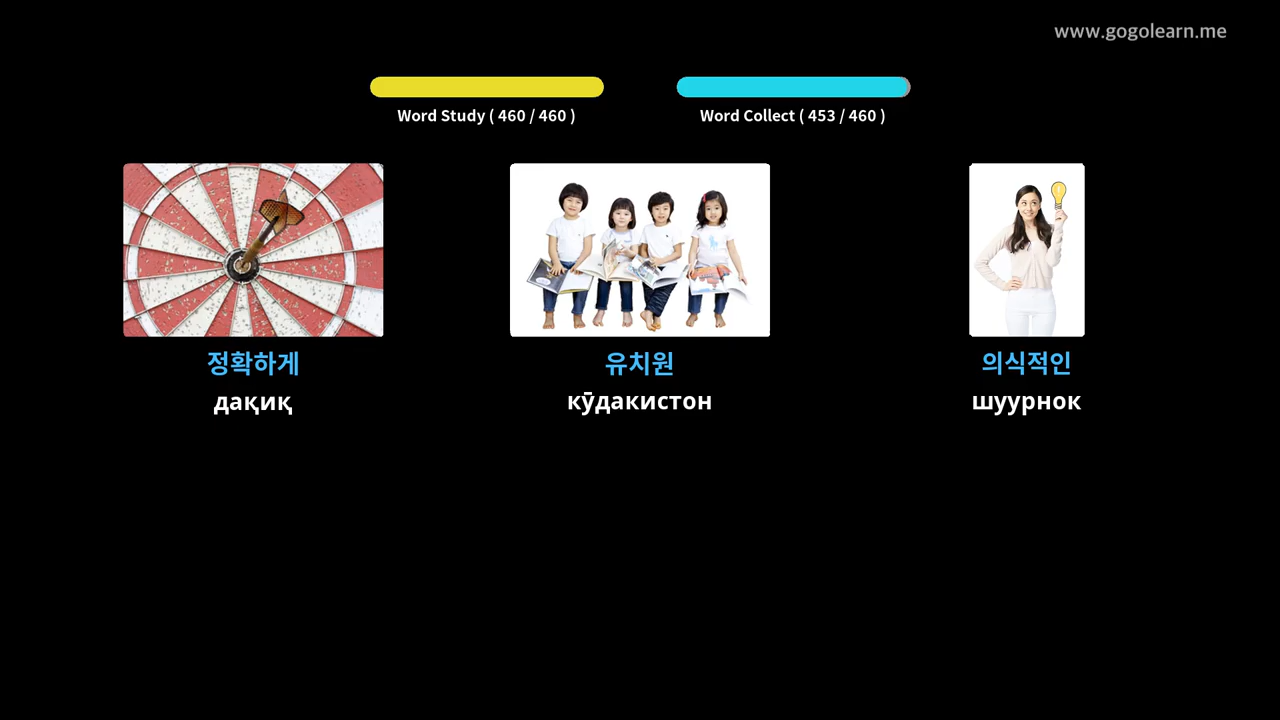 www.gogolearn.me
Word Study ( 460 / 460 )
Word Collect ( 453 / 460 )
정확하게
유치원
의식적인
дақиқ
кӯдакистон
шуурнок